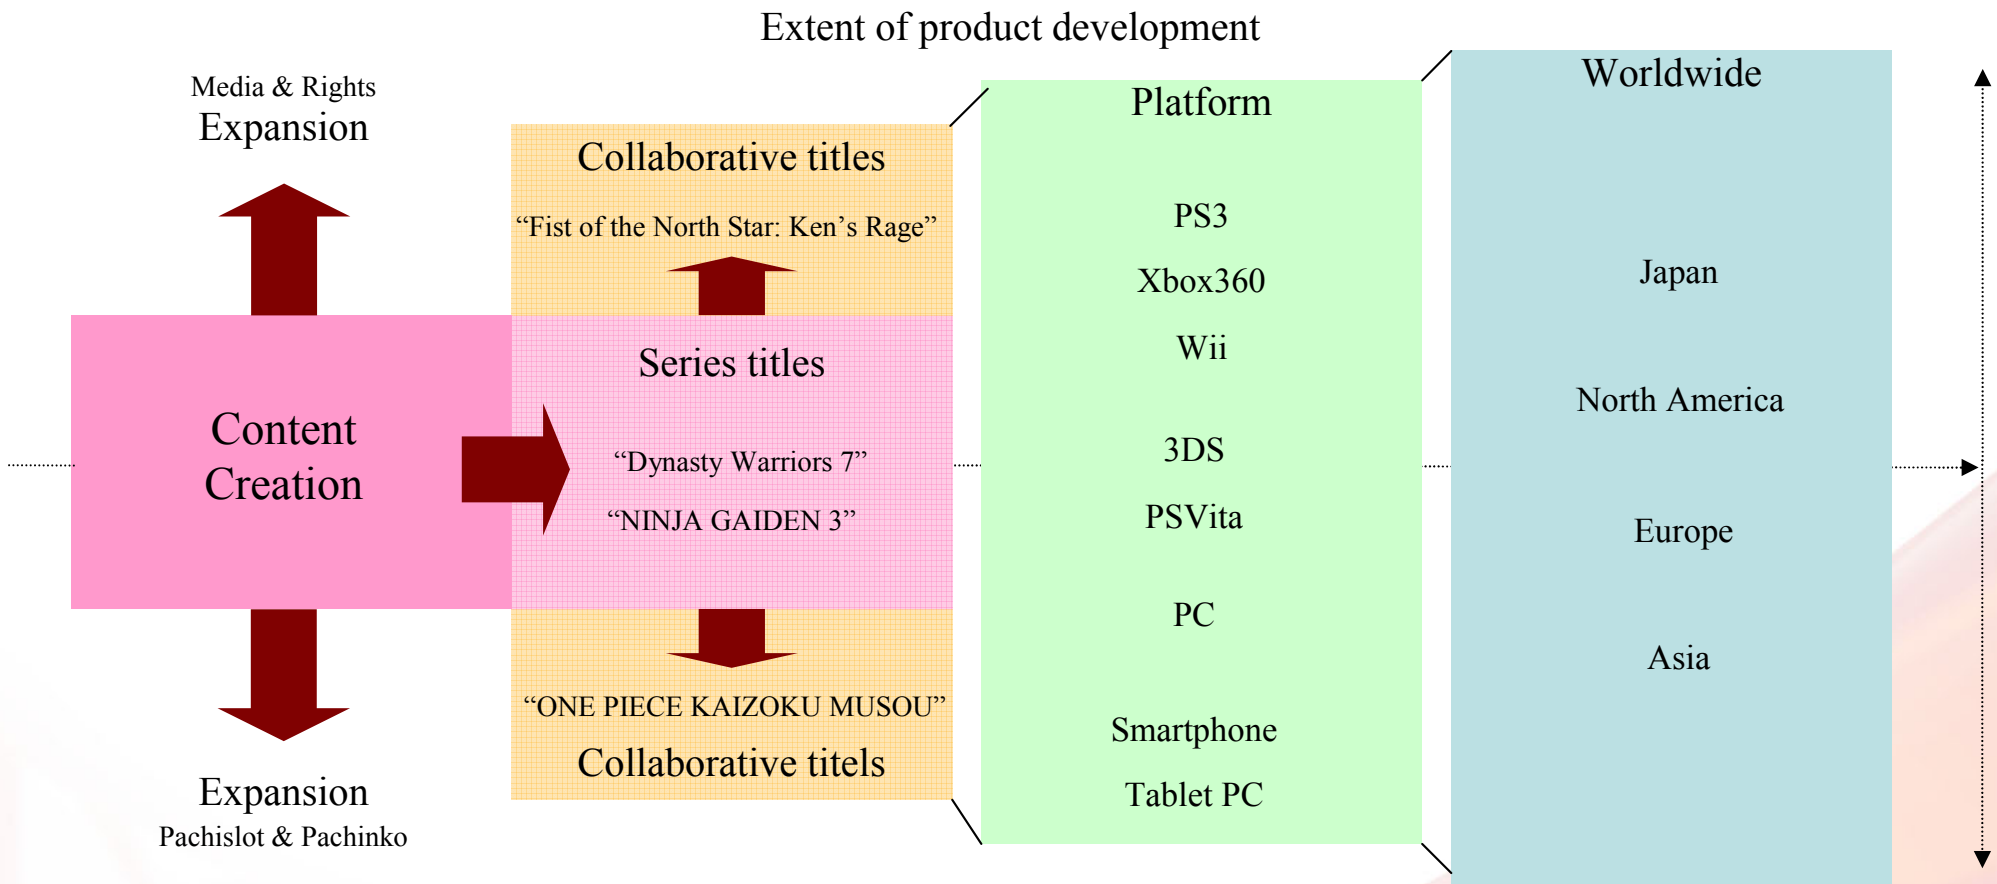 Extent of product development
Media & Rights
Expansion
Content
Creation
Expansion
Pachislot & Pachinko
Collaborative titles
“Fist of the North Star: Ken’s Rage”
Series titles
“Dynasty Warriors 7”
“NINJA GAIDEN 3”
“ONE PIECE KAIZOKU MUSOU”
Collaborative titels
Platform
PS3
Xbox360
Wii
3DS
PSVita
PC
Smartphone
Tablet PC
Worldwide
Japan
North America
Europe
Asia